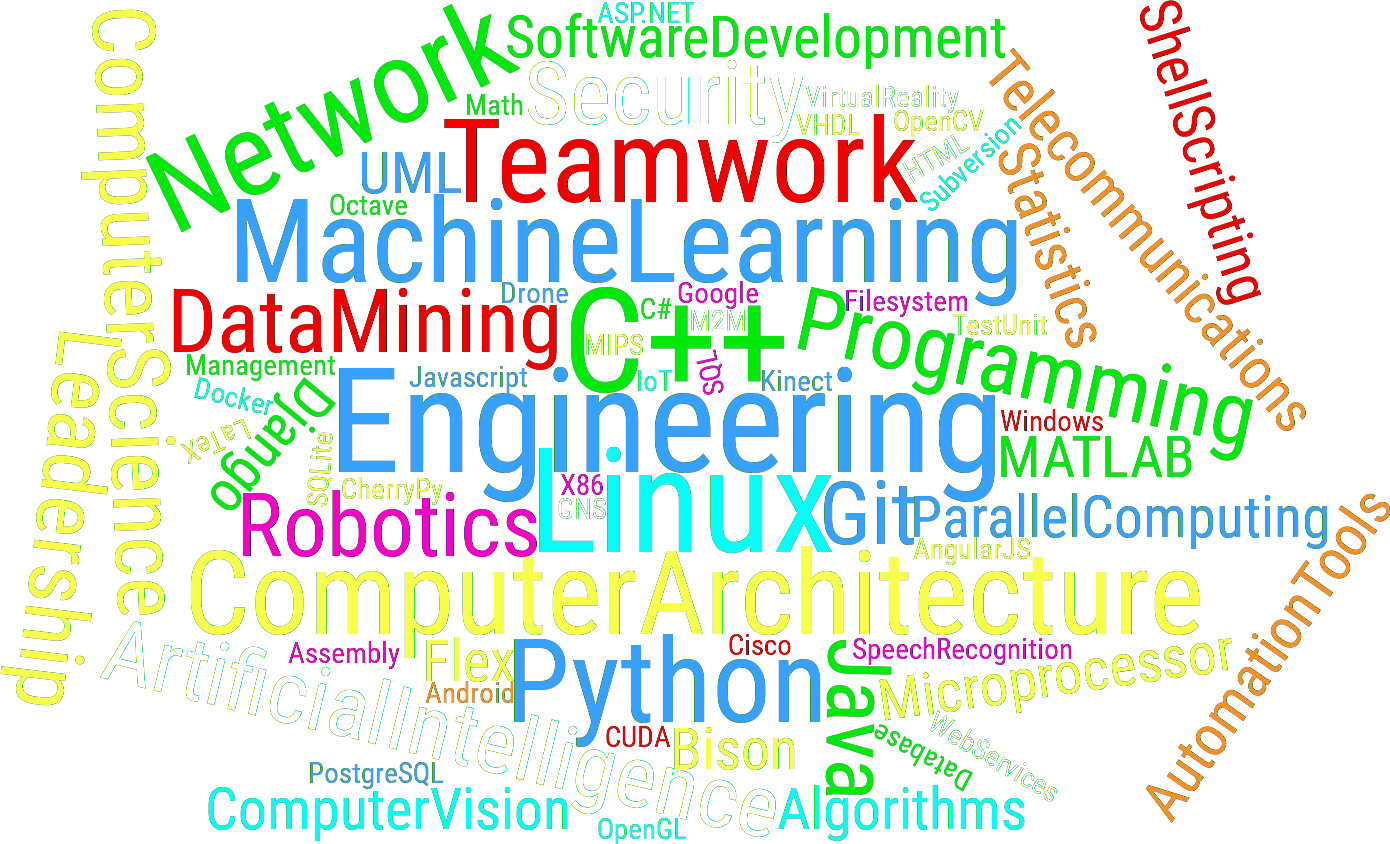 ASP.NET
SoftwareDevelopment
Network
ComputerScience
ShellScripting
Security
Math
VirtualReality
VHDL
OpenCV
Telecommunications
Teamwork
HTML
Subversion
Statistics
UML
Octave
MachineLearning
Drone
Google
C#
C++
M2M
MIPS
Filesystem
TestUnit
DataMining
Programming
Management
Leadership
Docker
Django
Javascript
IoT
SQL
Kinect
Engineering
Windows
MATLAB
LaTeX
SQLite
CherryPy
X86
GNS
Linux
Git
ParallelComputing
Robotics
AngularJS
AutomationTools
ComputerArchitecture
ArtificialIntelligence
Assembly
Flex
Android
Python
Cisco
Java
SpeechRecognition
Microprocessor
CUDA
Bison
Database
WebServices
PostgreSQL
ComputerVision
OpenGL
Algorithms